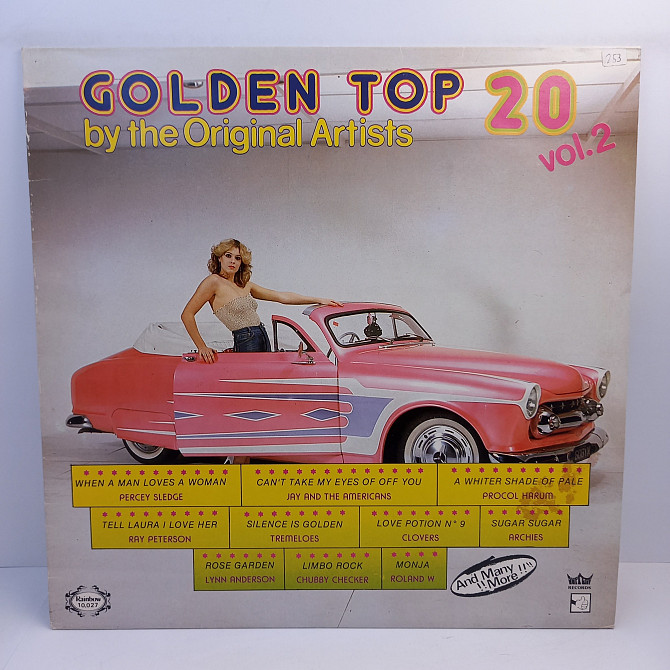 253
GOLDEN TOP 20
by the Original Artists
vol.2
WHEN A MAN LOVES A WOMAN
PERCEY SLEDGE
CAN'T TAKE MY EYES OF OFF YOU
JAY AND THE AMERICANS
A WHITER SHADE OF PALE
PROCOL HARUM
TELL LAURA I LOVE HER
RAY PETERSON
SILENCE IS GOLDEN
TREMELOES
LOVE POTION N° 9
CLOVERS
SUGAR SUGAR
ARCHIES
ROSE GARDEN
LYNN ANDERSON
LIMBO ROCK
CHUBBY CHECKER
MONJA
ROLAND W
And Many !!
!! More !!
Rainbow
10,027
RECORDS